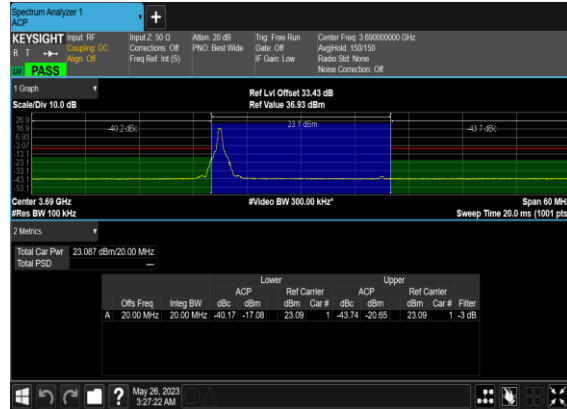 Spectrum Analyzer 1
ACP
+
KEYSIGHT
R T
PASS
Input: RF
Coupling: DC
Align: Off
Input Z: 50 Ω
Corrections: Off
Freq Ref: Int (S)
Atten: 20 dB
PNO: Best Wide
Trig: Free Run
Gate: Off
IF Gain: Low
Center Freq: 3.690000000 GHz
Avg|Hold: 150/150
Radio Std: None
Noise Correction: Off
1 Graph
Scale/Div 10.0 dB
Ref Lvl Offset 33.43 dB
Ref Value 36.93 dBm
26.9
16.9
6.93
-3.07
-13.1
-23.1
-33.1
-43.1
-53.1
-40.2 dBc
23.1 dBm
-43.7 dBc
Center 3.69 GHz
#Res BW 100 kHz
#Video BW 300.00 kHz*
Span 60 MHz
Sweep Time 20.0 ms (1001 pts
2 Metrics
Total Car Pwr 23.087 dBm/20.00 MHz
Total PSD ---
Lower Upper
ACP Ref Carrier ACP Ref Carrier
Offs Freq Integ BW dBc dBm dBm Car # dBc dBm dBm Car # Filter
A 20.00 MHz 20.00 MHz -40.17 -17.08 23.09 1 -43.74 -20.65 23.09 1 -3 dB
?
May 26, 2023
3:27:22 AM